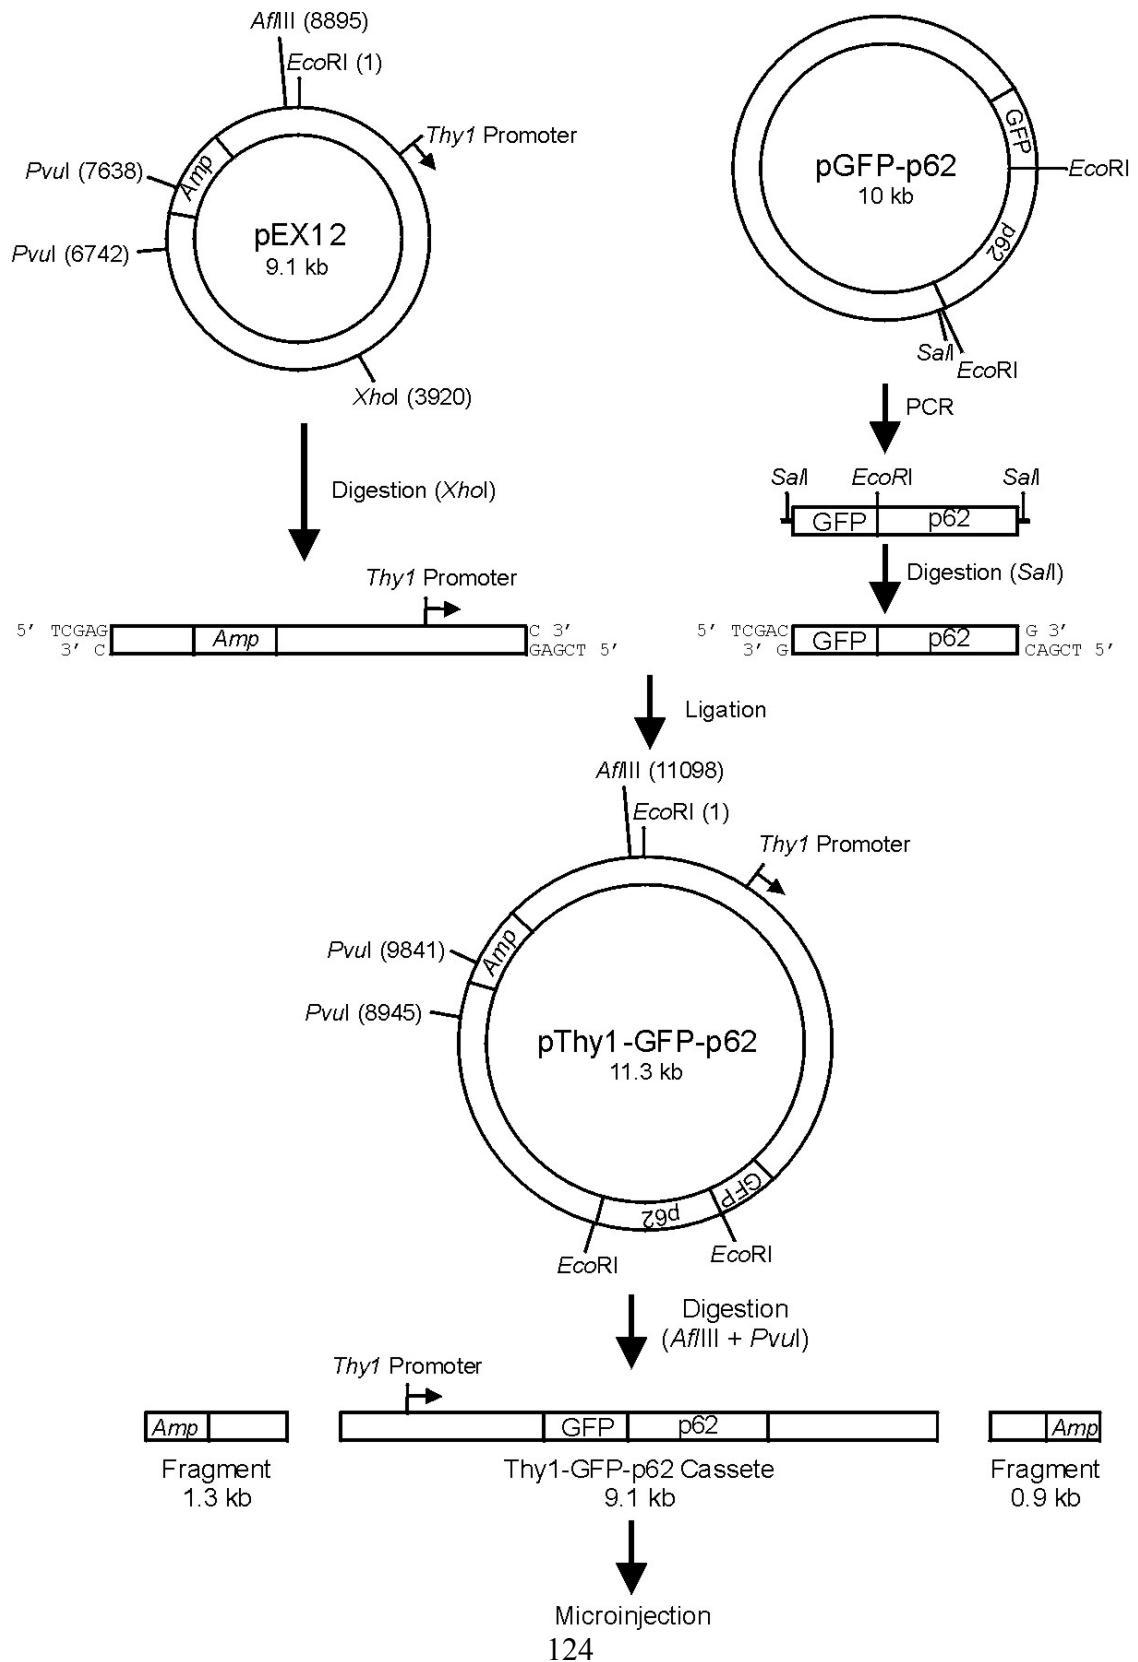 AflIII (8895)
EcoRI (1)
Thy1 Promoter
PvuI (7638)
Amp
PvuI (6742)
pEX12
9.1 kb
XhoI (3920)
GFP
EcoRI
pGFP-p62
10 kb
p62
SalI
EcoRI
PCR
Digestion (XhoI)
SalI EcoRI SalI
GFP p62
Digestion (SalI)
Thy1 Promoter
5' TCGAG Amp C 3'
3' C GAGCT 5'
5' TCGAC GFP p62 G 3'
3' G CAGCT 5'
Ligation
AflIII (11098)
EcoRI (1)
Thy1 Promoter
PvuI (9841)
Amp
PvuI (8945)
pThy1-GFP-p62
11.3 kb
GFP
p62
EcoRI
EcoRI
Digestion
(AflIII + PvuI)
Thy1 Promoter
Amp GFP p62 Amp
Fragment Thy1-GFP-p62 Cassete Fragment
1.3 kb 9.1 kb 0.9 kb
Microinjection
124